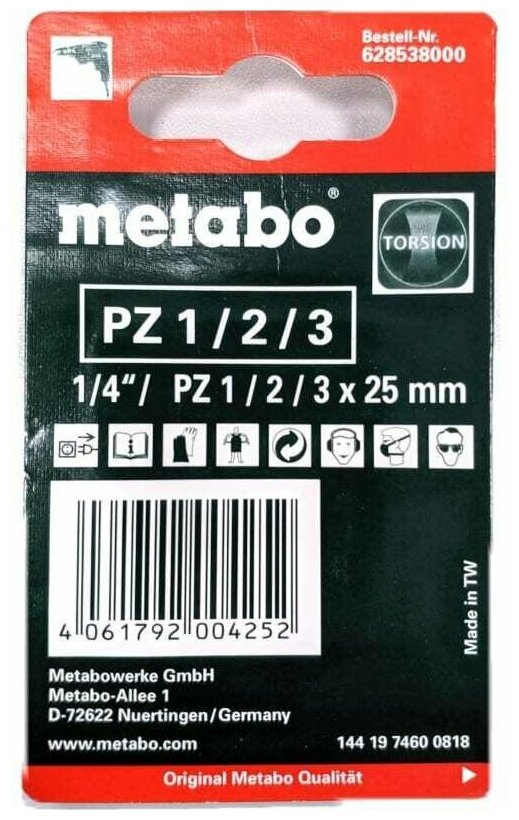 Bestell-Nr.
628538000
metabo®
TORSION
PZ 1 / 2 / 3
1/4“/ PZ 1 / 2 / 3 x 25 mm
4 061792 004252
Made in TW
Metabowerke GmbH
Metabo-Allee 1
D-72622 Nuertingen/Germany
www.metabo.com
144 19 7460 0818
Original Metabo Qualität